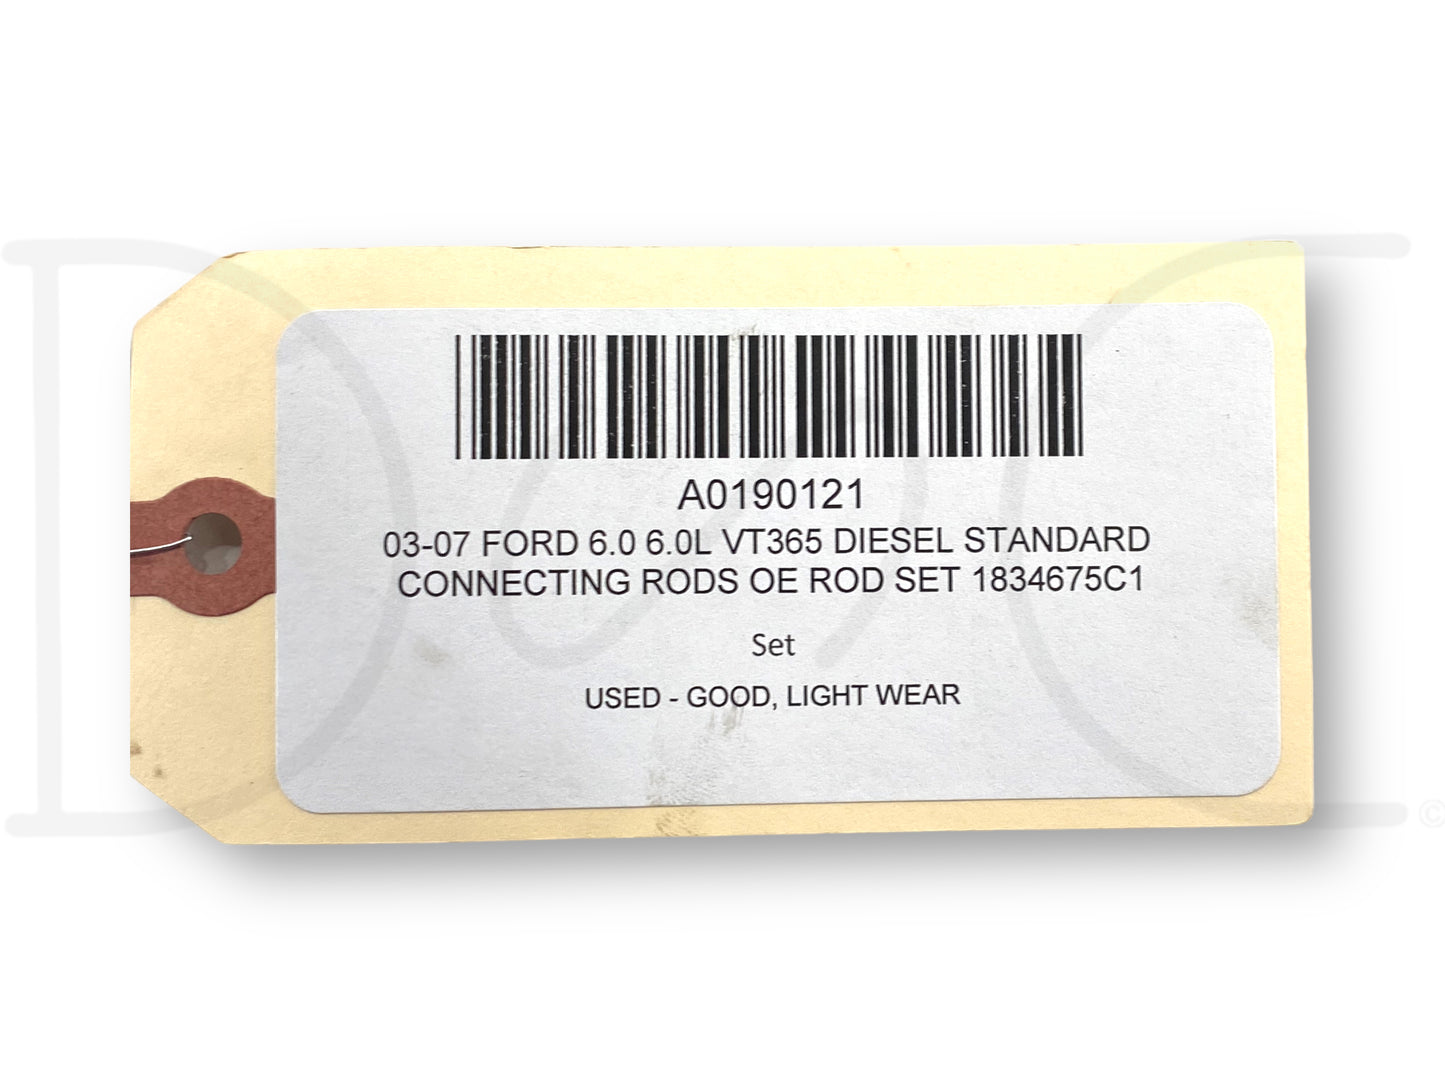 A0190121
03-07 FORD 6.0 6.0L VT365 DIESEL STANDARD
CONNECTING RODS OE ROD SET 1834675C1
Set
USED - GOOD, LIGHT WEAR
©